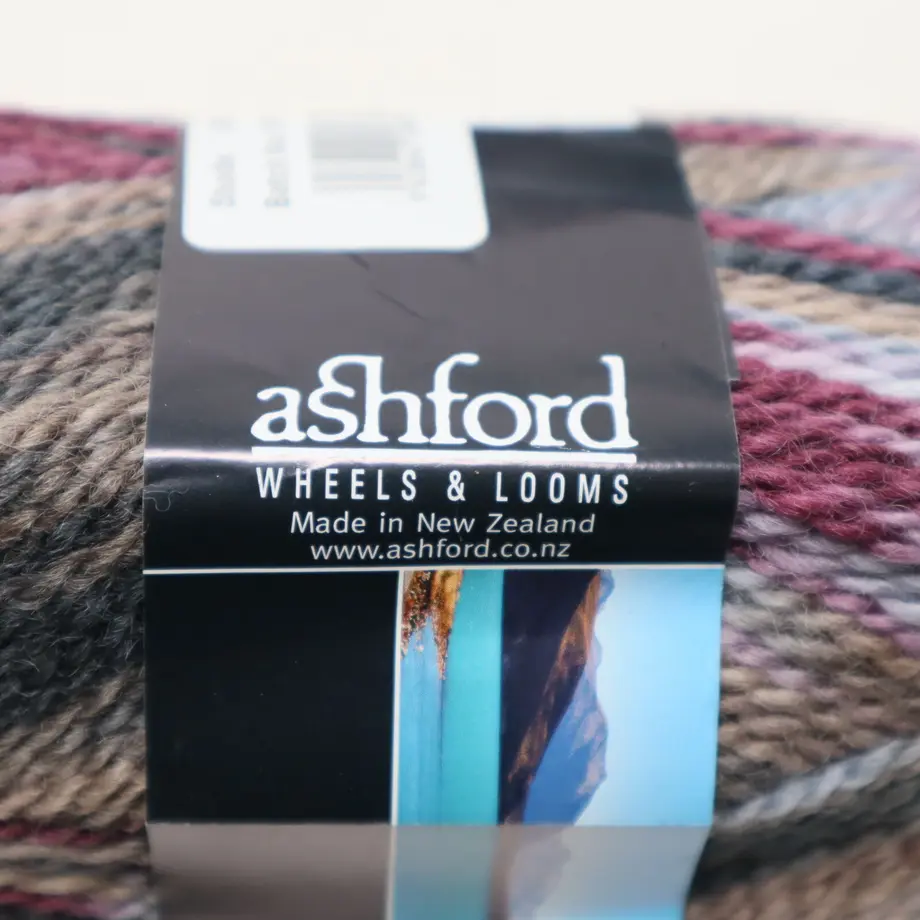 ashford
WHEELS & LOOMS
Made in New Zealand
www.ashford.co.nz